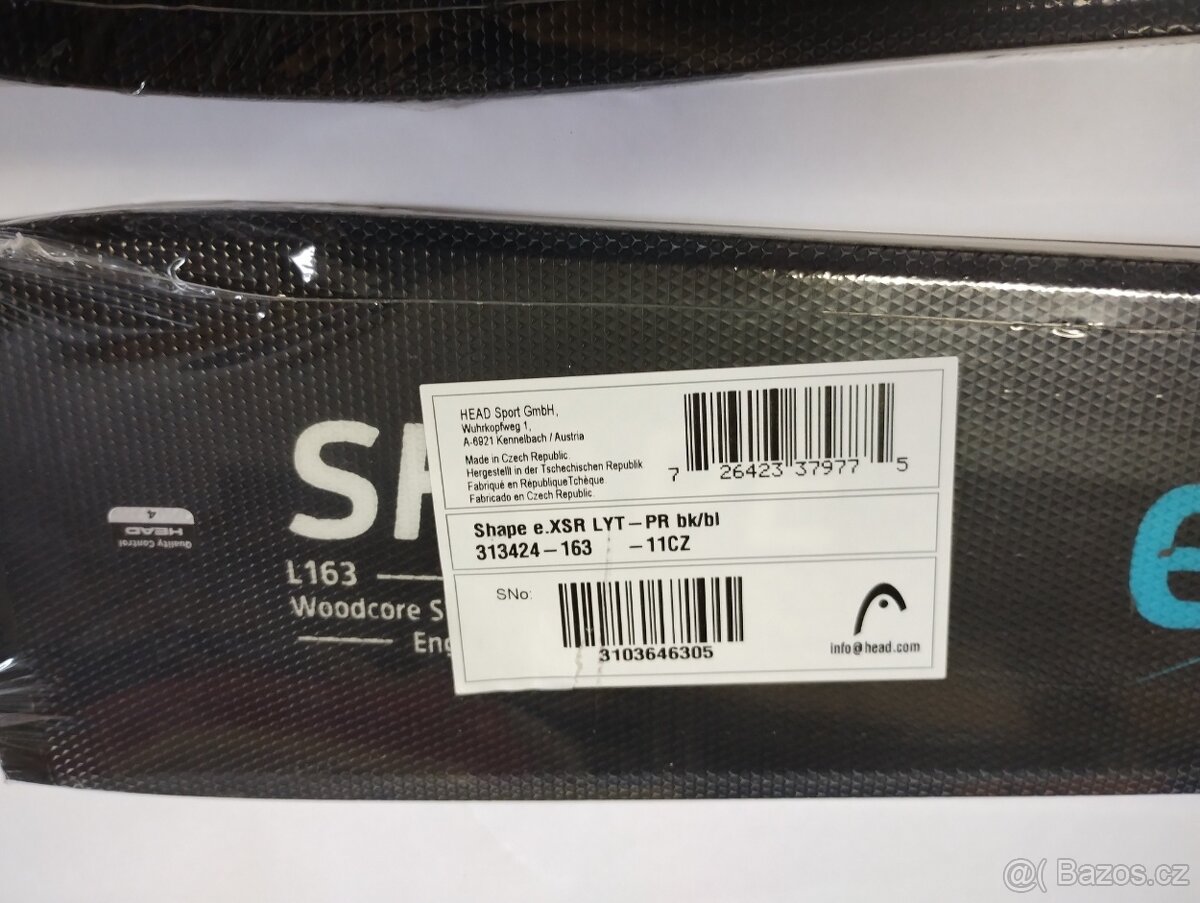 HEAD Sport GmbH,
Wuhrkopfweg 1,
A-6921 Kennelbach / Austria
Made in Czech Republic.
Hergestellt in der Tschechischen Republik
Fabriqué en RépubliqueTchèque
Fabricado en Czech Republic.
7 26423 37977 5
Shape e.XSR LYT-PR bk/bl
313424-163 -11CZ
SNo:
3103646305
info@head.com
SH
L163
Woodcore S
Eng
4
HEAD
Quality Control
e
@( Bazos.cz